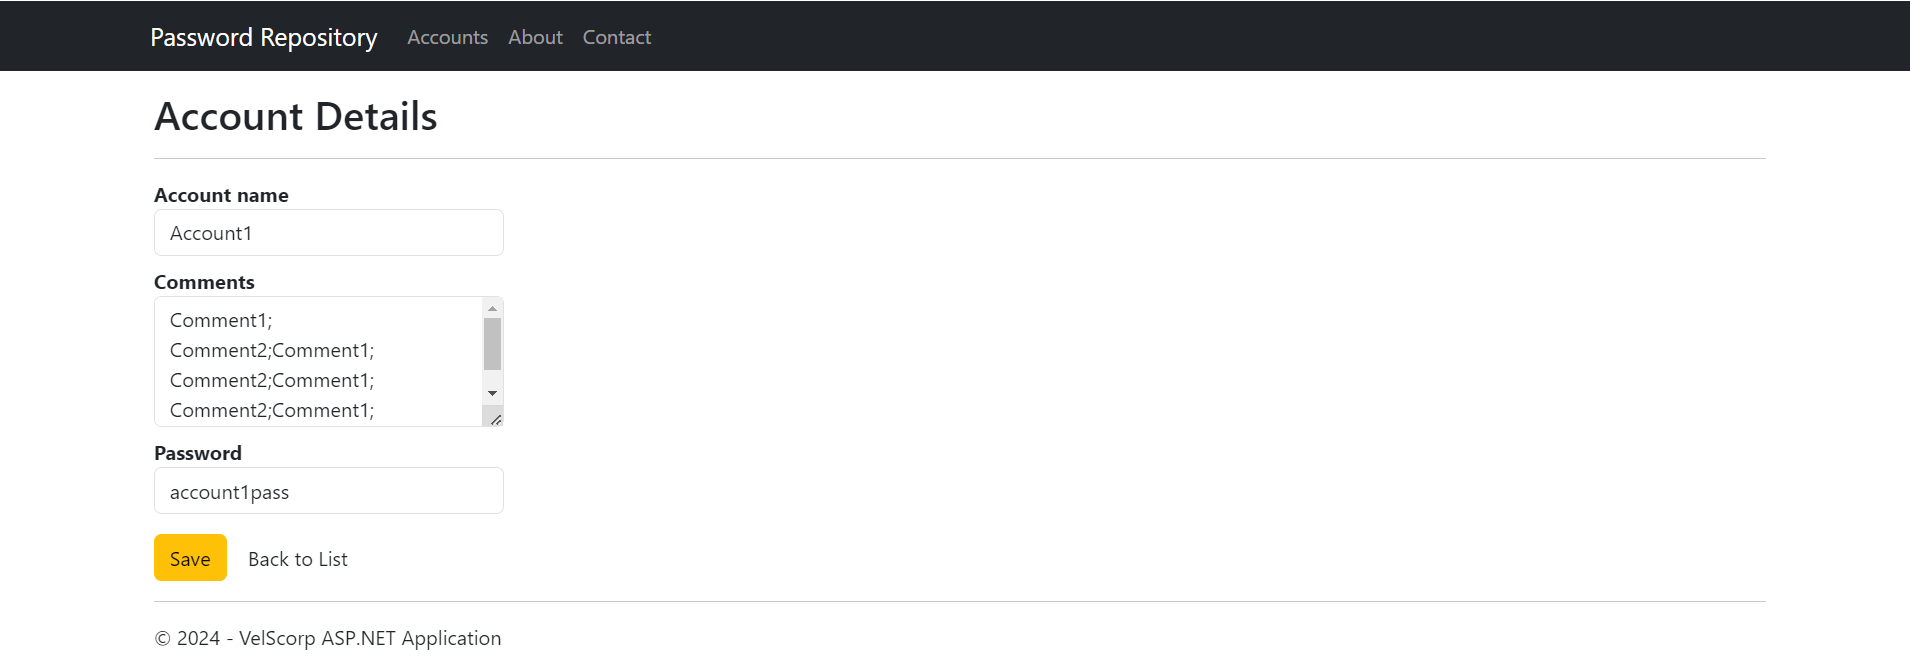 Password Repository Accounts About Contact
Account Details
Account name
Account1
Comments
Comment1;
Comment2;Comment1;
Comment2;Comment1;
Comment2;Comment1;
Password
account1pass
Save Back to List
© 2024 - VelScorp ASP.NET Application